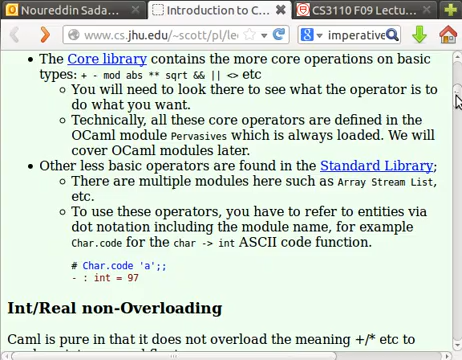 Noureddin Sada...
Introduction to C...
CS3110 F09 Lectu...
www.cs.jhu.edu/~scott/pl/le
imperative
• The Core library contains the more core operations on basic
types: + - mod abs ** sqrt && || <> etc
◦ You will need to look there to see what the operator is to
do what you want.
◦ Technically, all these core operators are defined in the
OCaml module Pervasives which is always loaded. We will
cover OCaml modules later.
• Other less basic operators are found in the Standard Library;
◦ There are multiple modules here such as Array Stream List,
etc.
◦ To use these operators, you have to refer to entities via
dot notation including the module name, for example
Char.code for the char -> int ASCII code function.
# Char.code 'a';;
- : int = 97
Int/Real non-Overloading
Caml is pure in that it does not overload the meaning +/* etc to